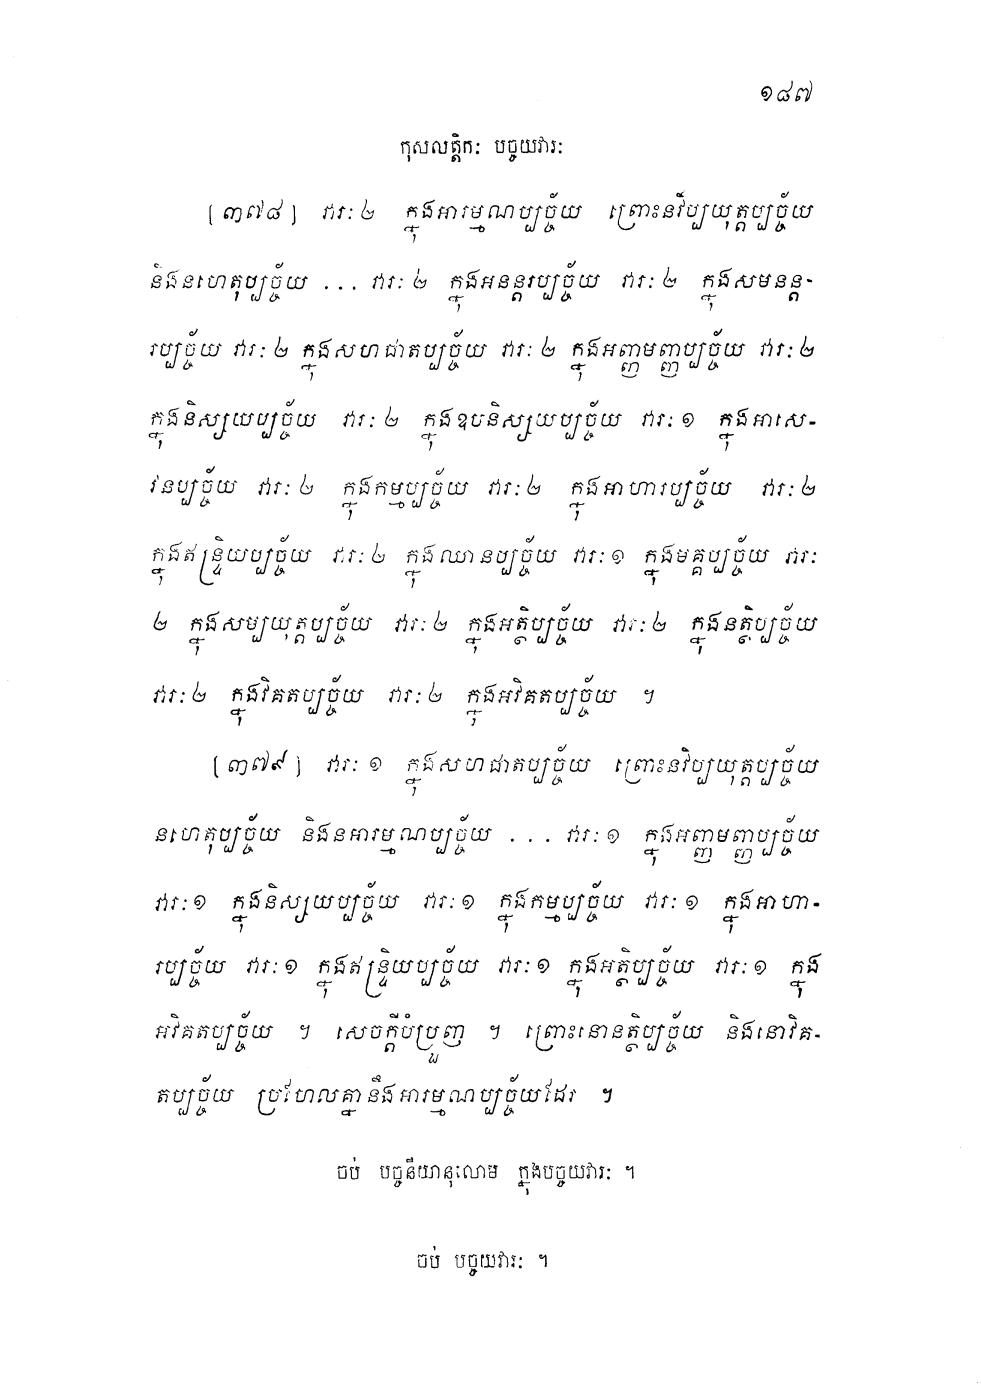 ១៨៧
កុសលត្តិកៈ បច្ចយវារៈ
[៣៧៨] វារៈ ២ ក្នុងអារម្មណប្បច្ច័យ ព្រោះនវិប្បយុត្តប្បច្ច័យ
និងនហេតុប្បច្ច័យ ... វារៈ ២ ក្នុងអនន្តរប្បច្ច័យ វារៈ ២ ក្នុងសមនន្ត-
រប្បច្ច័យ វារៈ ២ ក្នុងសហជាតប្បច្ច័យ វារៈ ២ ក្នុងអញ្ញមញ្ញប្បច្ច័យ វារៈ ២
ក្នុងនិស្សយប្បច្ច័យ វារៈ ២ ក្នុងឧបនិស្សយប្បច្ច័យ វារៈ ១ ក្នុងអាសេ-
វនប្បច្ច័យ វារៈ ២ ក្នុងកម្មប្បច្ច័យ វារៈ ២ ក្នុងអាហារប្បច្ច័យ វារៈ ២
ក្នុងឥន្ទ្រិយប្បច្ច័យ វារៈ ២ ក្នុងឈានប្បច្ច័យ វារៈ ១ ក្នុងមគ្គប្បច្ច័យ វារៈ
២ ក្នុងសម្បយុត្តប្បច្ច័យ វារៈ ២ ក្នុងអត្ថិប្បច្ច័យ វារៈ ២ ក្នុងនត្ថិប្បច្ច័យ
វារៈ ២ ក្នុងវិគតប្បច្ច័យ វារៈ ២ ក្នុងអវិគតប្បច្ច័យ ។
[៣៧៩] វារៈ ១ ក្នុងសហជាតប្បច្ច័យ ព្រោះនវិប្បយុត្តប្បច្ច័យ
នហេតុប្បច្ច័យ និងនអារម្មណប្បច្ច័យ ... វារៈ ១ ក្នុងអញ្ញមញ្ញប្បច្ច័យ
វារៈ ១ ក្នុងនិស្សយប្បច្ច័យ វារៈ ១ ក្នុងកម្មប្បច្ច័យ វារៈ ១ ក្នុងអាហា-
រប្បច្ច័យ វារៈ ១ ក្នុងឥន្ទ្រិយប្បច្ច័យ វារៈ ១ ក្នុងអត្ថិប្បច្ច័យ វារៈ ១ ក្នុង
អវិគតប្បច្ច័យ ។ សេចក្តីបំប្រួញ ។ ព្រោះនោនត្ថិប្បច្ច័យ និងនោវិគ-
តប្បច្ច័យ ប្រហែលគ្នានឹងអារម្មណប្បច្ច័យដែរ ។
ចប់ បច្ចនីយានុលោម ក្នុងបច្ចយវារៈ ។
ចប់ បច្ចយវារៈ ។